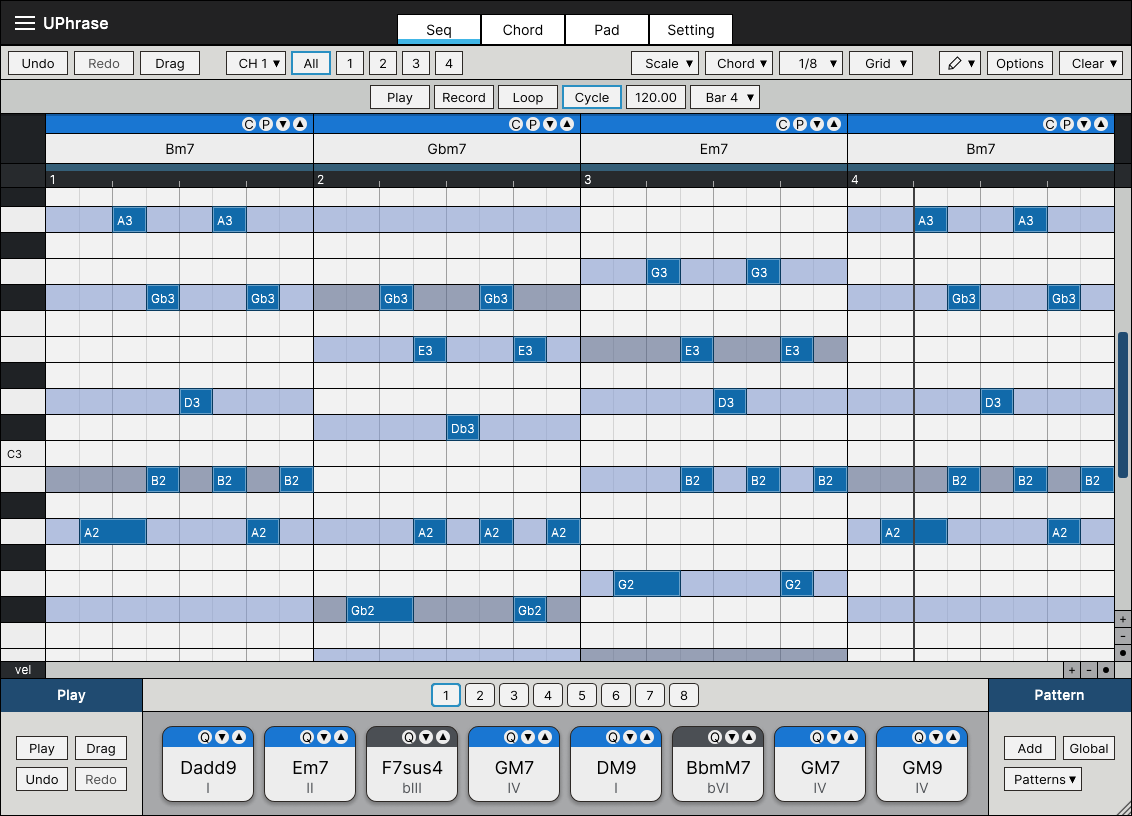 UPhrase
Seq Chord Pad Setting
Undo Redo Drag CH 1 ▾ All 1 2 3 4 Scale ▾ Chord ▾ 1/8 ▾ Grid ▾ Options Clear ▾
Play Record Loop Cycle 120.00 Bar 4 ▾
C P ▼ ▲ C P ▼ ▲ C P ▼ ▲ C P ▼ ▲
Bm7 Gbm7 Em7 Bm7
1 2 3 4
A3 A3 A3 A3
G3 G3
Gb3 Gb3 Gb3 Gb3 Gb3 Gb3
E3 E3 E3 E3
D3 D3 D3
Db3
C3
B2 B2 B2 B2 B2 B2 B2 B2 B2
A2 A2 A2 A2 A2 A2 A2
G2 G2
Gb2 Gb2
+
-
vel + -
Play 1 2 3 4 5 6 7 8 Pattern
Q ▼ ▲ Q ▼ ▲ Q ▼ ▲ Q ▼ ▲ Q ▼ ▲ Q ▼ ▲ Q ▼ ▲ Q ▼ ▲
Play Drag Add Global
Dadd9 Em7 F7sus4 GM7 DM9 BbmM7 GM7 GM9
Undo Redo Patterns ▾
I II bIII IV I bVI IV IV